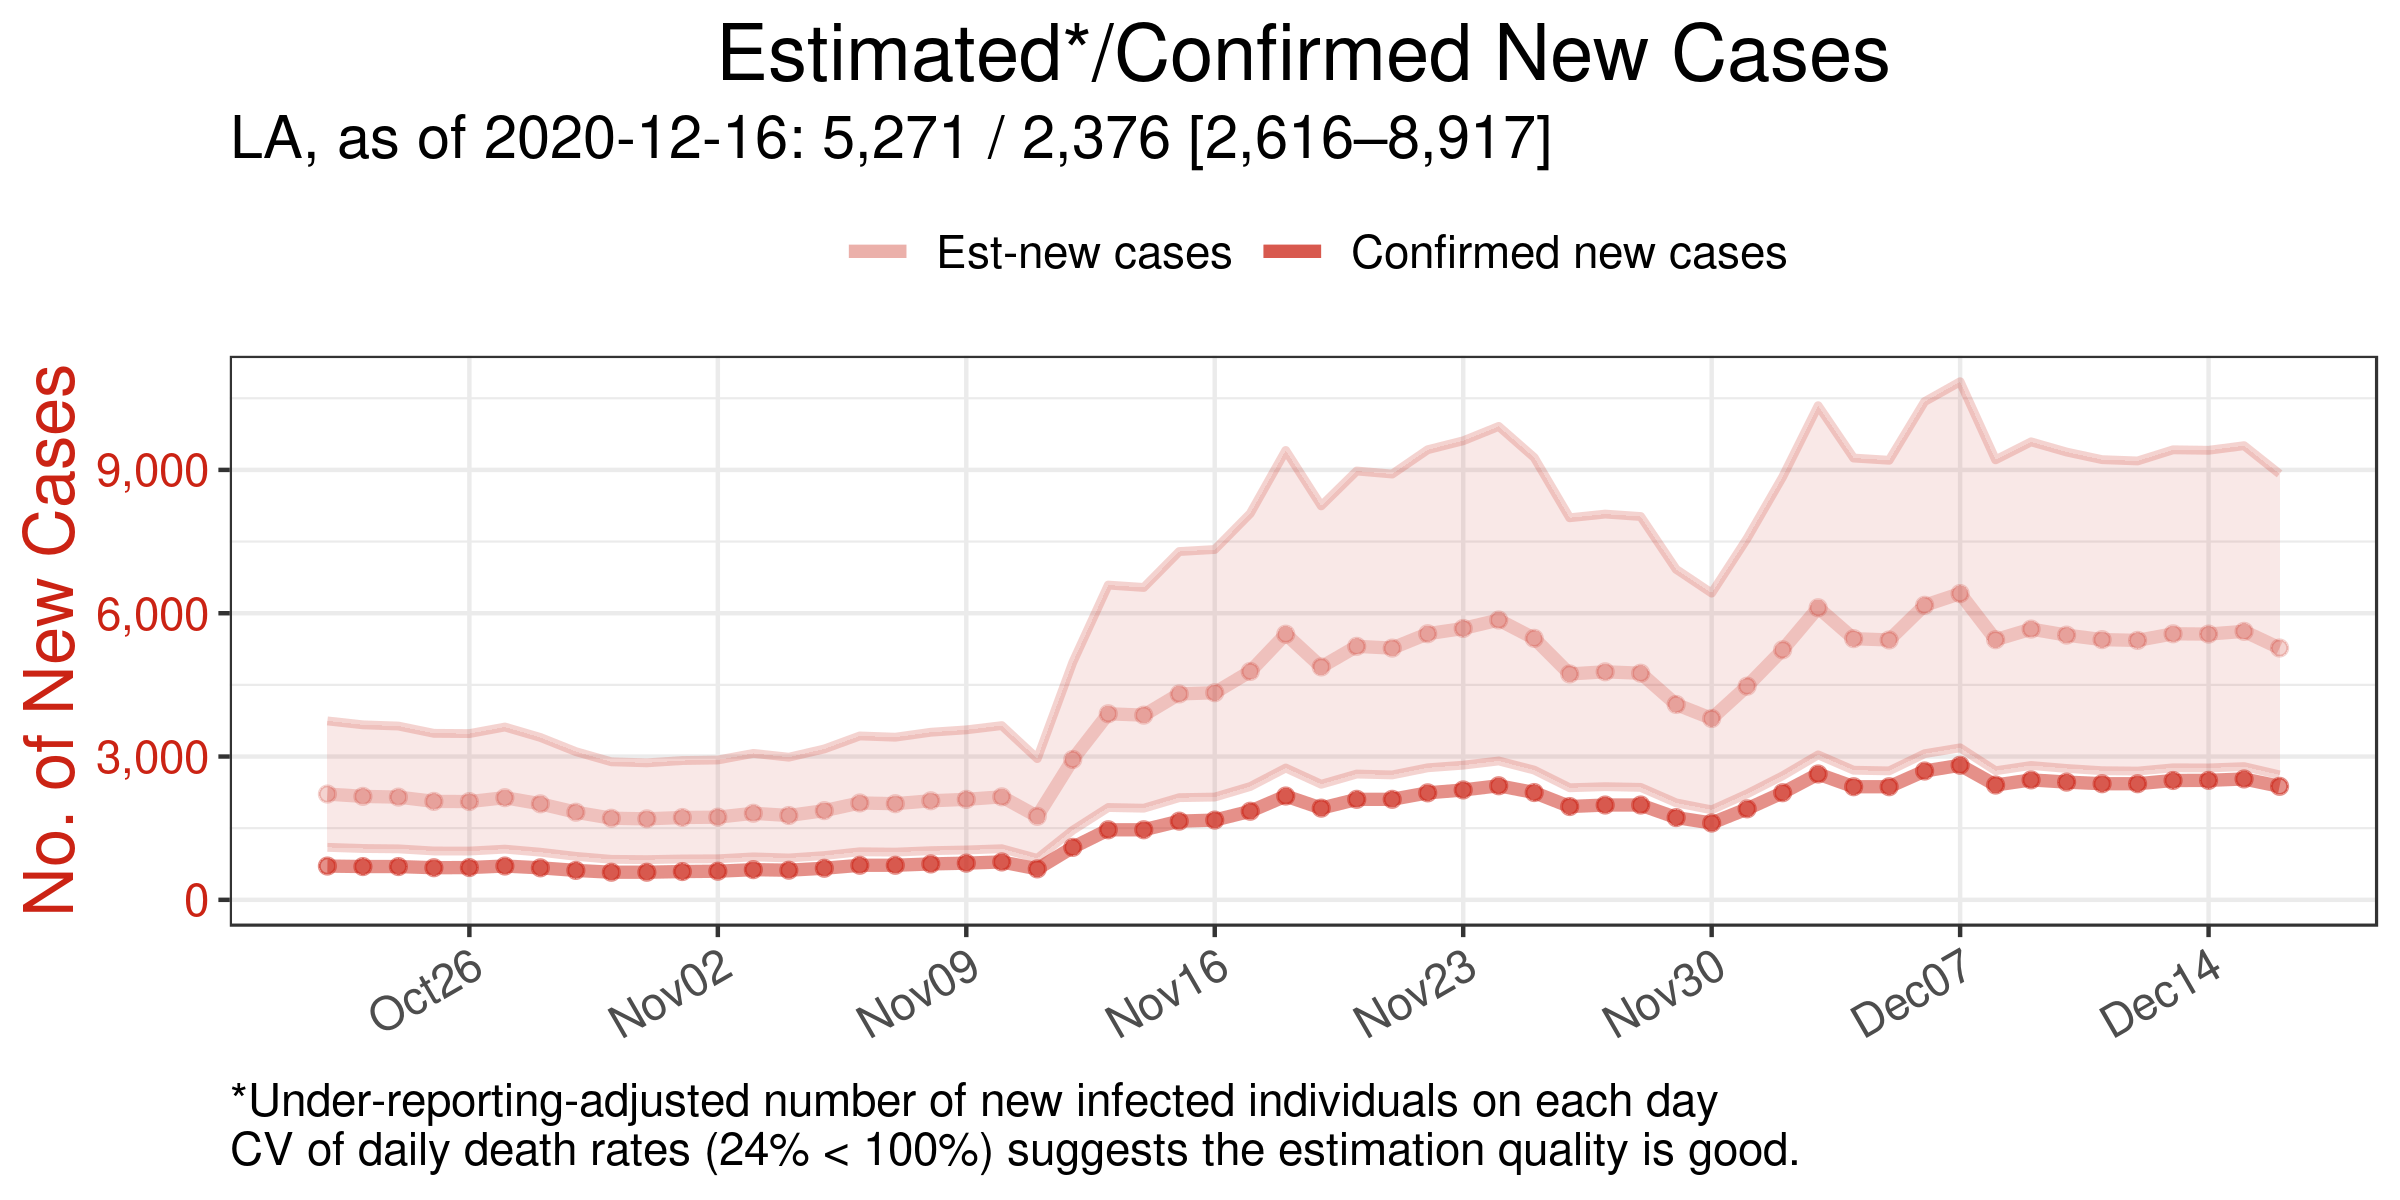 Estimated*/Confirmed New Cases
LA, as of 2020-12-16: 5,271 / 2,376 [2,616–8,917]
Est-new cases
Confirmed new cases
No. of New Cases
9,000
6,000
3,000
0
Oct26
Nov02
Nov09
Nov16
Nov23
Nov30
Dec07
Dec14
*Under-reporting-adjusted number of new infected individuals on each day
CV of daily death rates (24% < 100%) suggests the estimation quality is good.